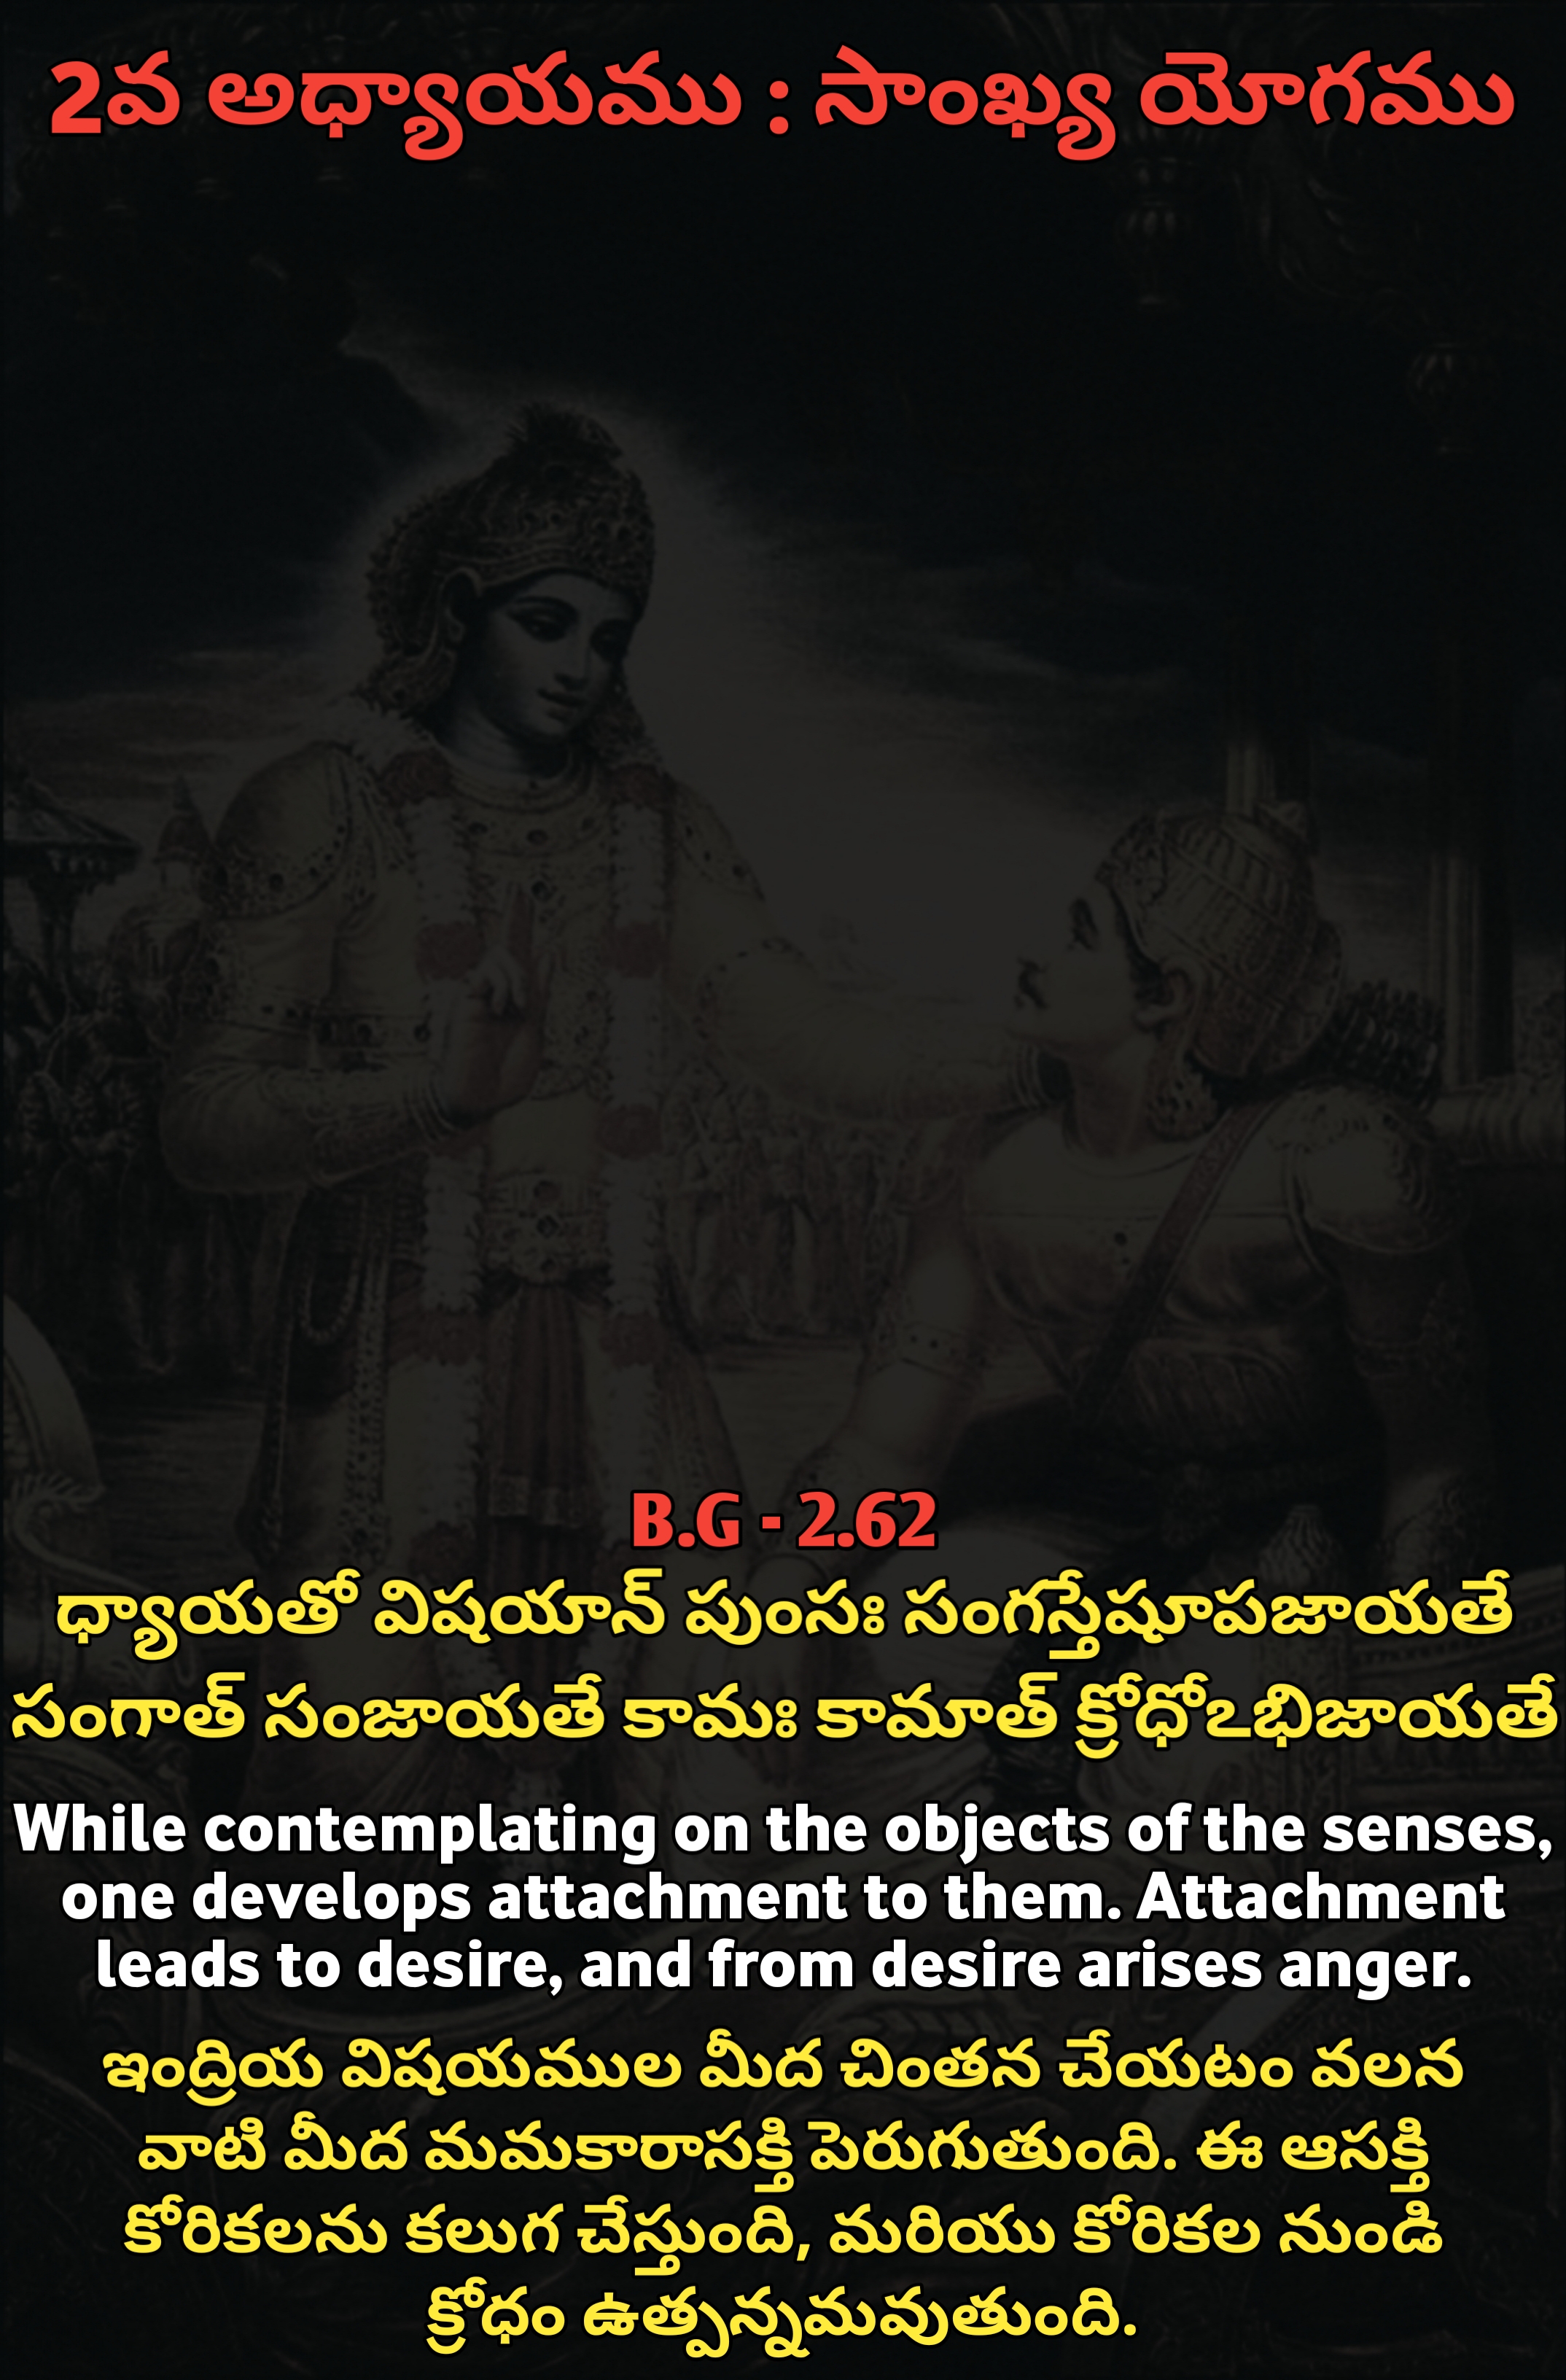 2వ అధ్యాయము : సాంఖ్య యోగము
B.G - 2.62
ధ్యాయతో విషయాన్ పుంసః సంగస్తేషూపజాయతే
సంగాత్ సంజాయతే కామః కామాత్ క్రోధోఽభిజాయతే
While contemplating on the objects of the senses,
one develops attachment to them. Attachment
leads to desire, and from desire arises anger.
ఇంద్రియ విషయముల మీద చింతన చేయటం వలన
వాటి మీద మమకారాసక్తి పెరుగుతుంది. ఈ ఆసక్తి
కోరికలను కలుగ చేస్తుంది, మరియు కోరికల నుండి
క్రోధం ఉత్పన్నమవుతుంది.